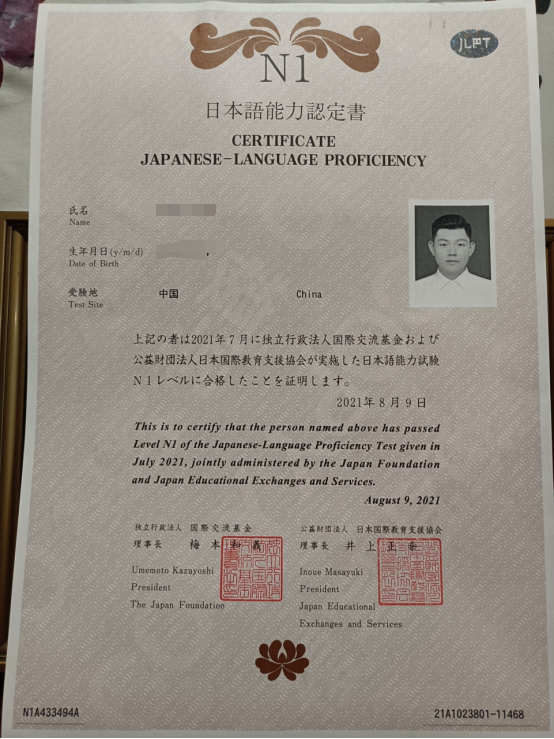 JLPT
N1
日本語能力認定書
CERTIFICATE
JAPANESE-LANGUAGE PROFICIENCY
氏名
Name
生年月日(y/m/d)
Date of Birth
受験地 中国 China
Test Site
上記の者は2021年7月に独立行政法人国際交流基金および
公益財団法人日本国際教育支援協会が実施した日本語能力試験
N1レベルに合格したことを証明します。
2021年8月9日
This is to certify that the person named above has passed
Level N1 of the Japanese-Language Proficiency Test given in
July 2021, jointly administered by the Japan Foundation
and Japan Educational Exchanges and Services.
August 9, 2021
独立行政法人 国際交流基金
理事長 梅本和義
Umemoto Kazuyoshi
President
The Japan Foundation
公益財団法人 日本国際教育支援協会
理事長 井上正幸
Inoue Masayuki
President
Japan Educational
Exchanges and Services
N1A433494A
21A1023801-11468